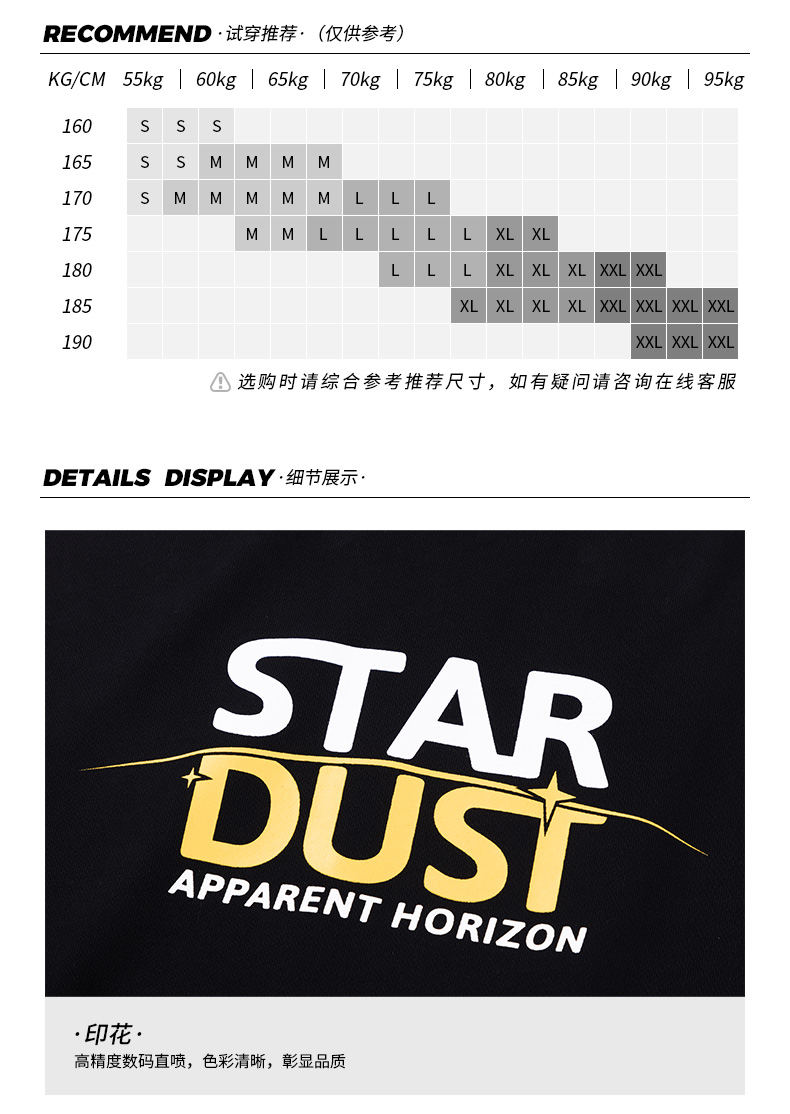 RECOMMEND ·试穿推荐·（仅供参考）
KG/CM 55kg | 60kg | 65kg | 70kg | 75kg | 80kg | 85kg | 90kg | 95kg
160 S S S
165 S S M M M M
170 S M M M M M L L L
175 M M L L L L L XL XL
180 L L L XL XL XL XXL XXL
185 XL XL XL XL XXL XXL XXL XXL
190 XXL XXL XXL
选购时请综合参考推荐尺寸，如有疑问请咨询在线客服
DETAILS DISPLAY ·细节展示·
STAR
DUST
APPARENT HORIZON
·印花·
高精度数码直喷，色彩清晰，彰显品质